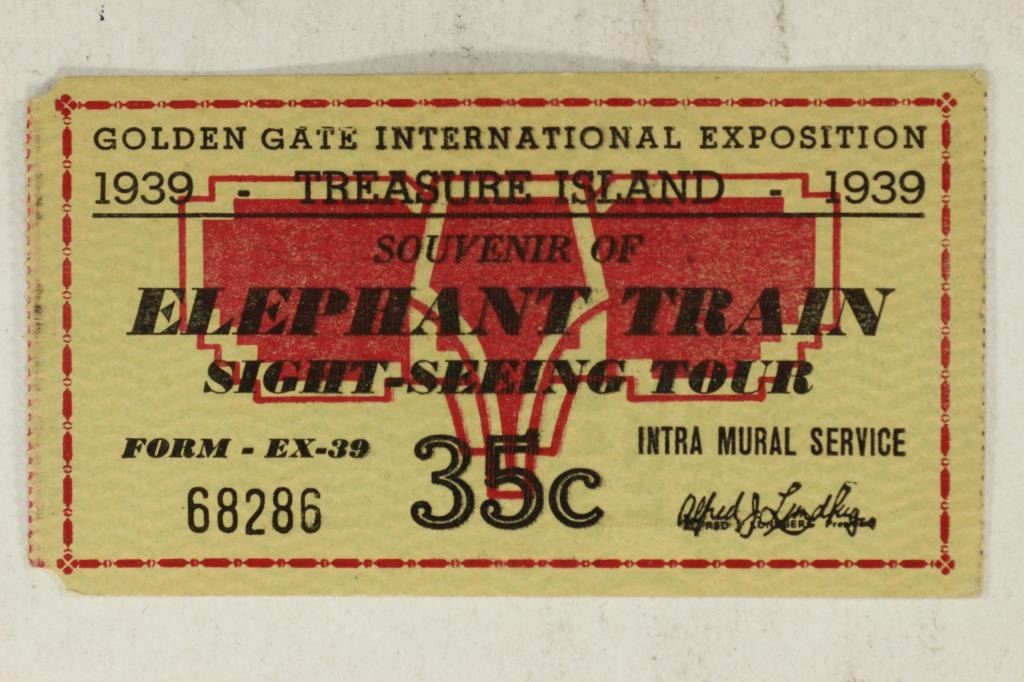 GOLDEN GATE INTERNATIONAL EXPOSITION
1939 - TREASURE ISLAND - 1939
SOUVENIR OF
ELEPHANT TRAIN
SIGHT-SEEING TOUR
FORM - EX-39
35c
INTRA MURAL SERVICE
68286
Alfred J.